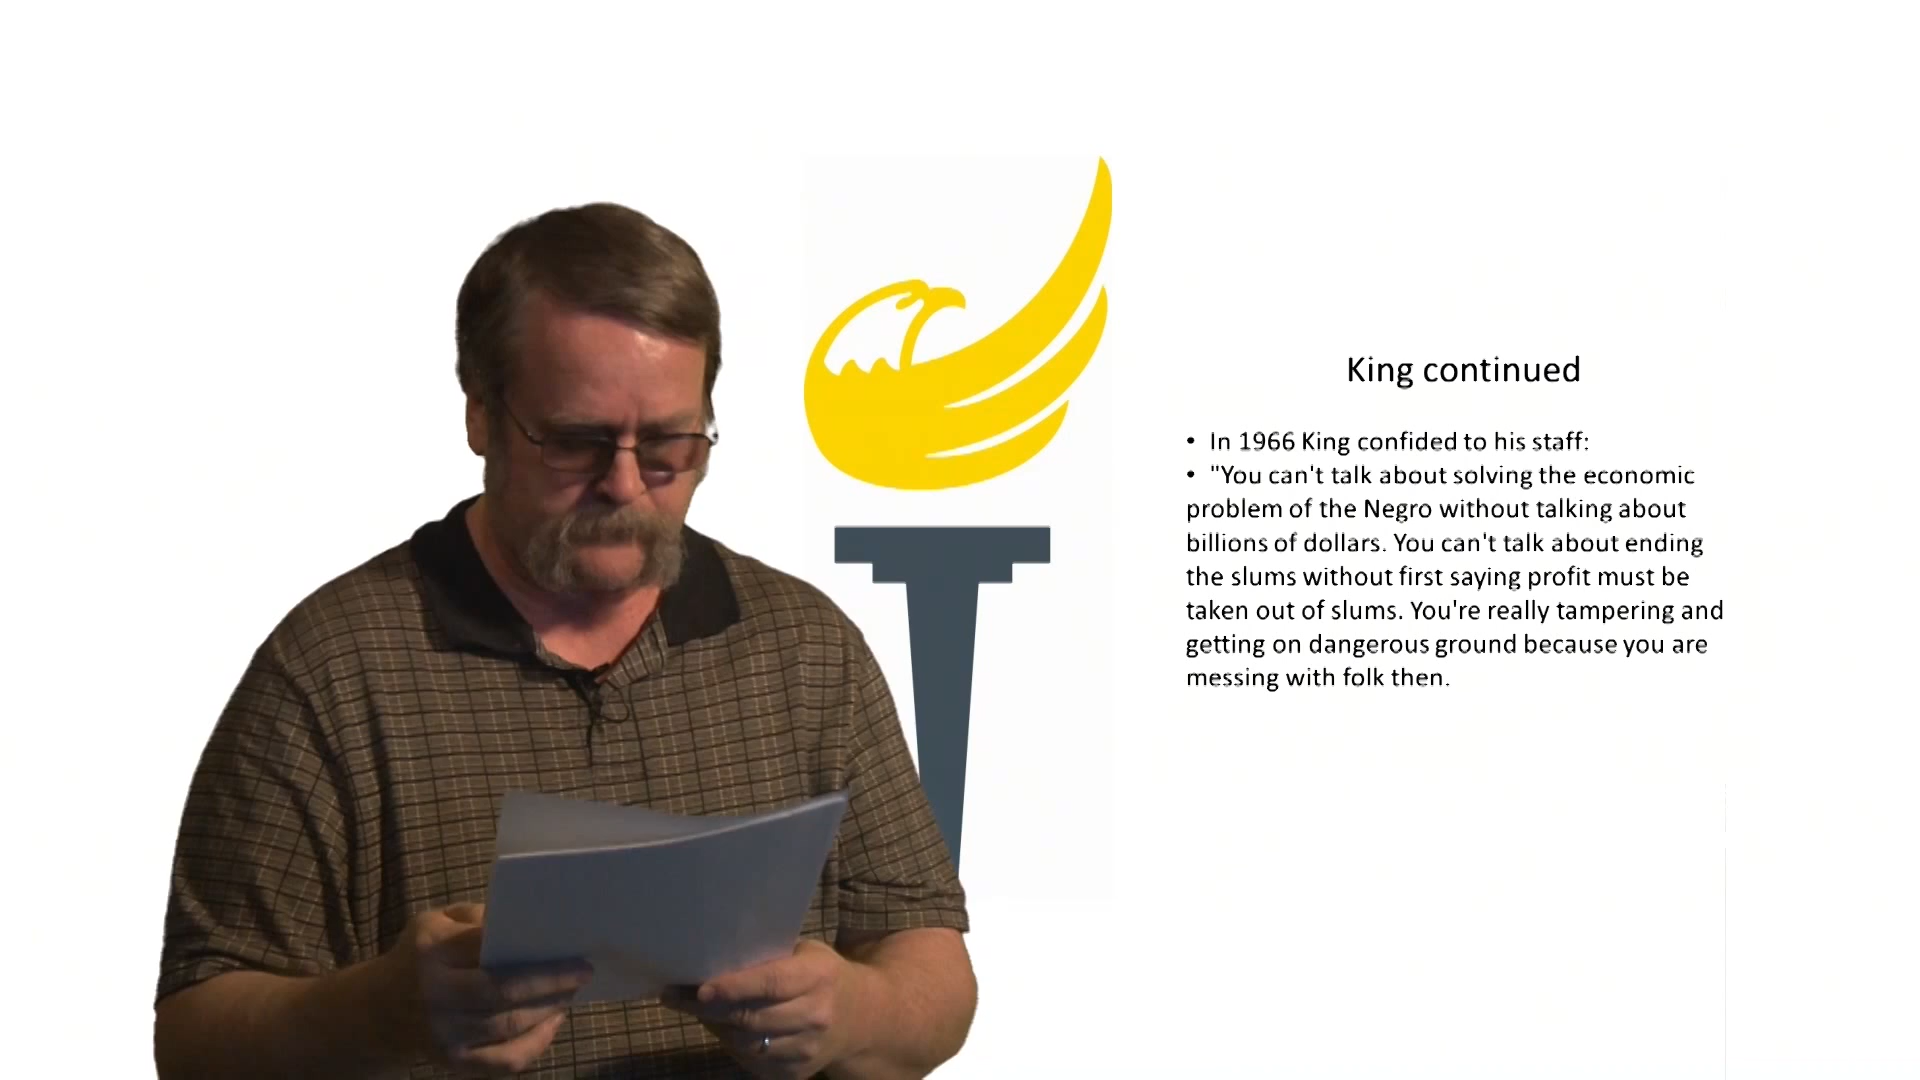 King continued
• In 1966 King confided to his staff:
• "You can't talk about solving the economic
problem of the Negro without talking about
billions of dollars. You can't talk about ending
the slums without first saying profit must be
taken out of slums. You're really tampering and
getting on dangerous ground because you are
messing with folk then.